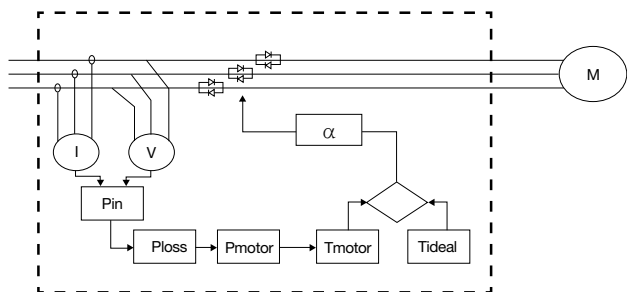 M
α
I
V
Pin
Ploss
Pmotor
Tmotor
Tideal